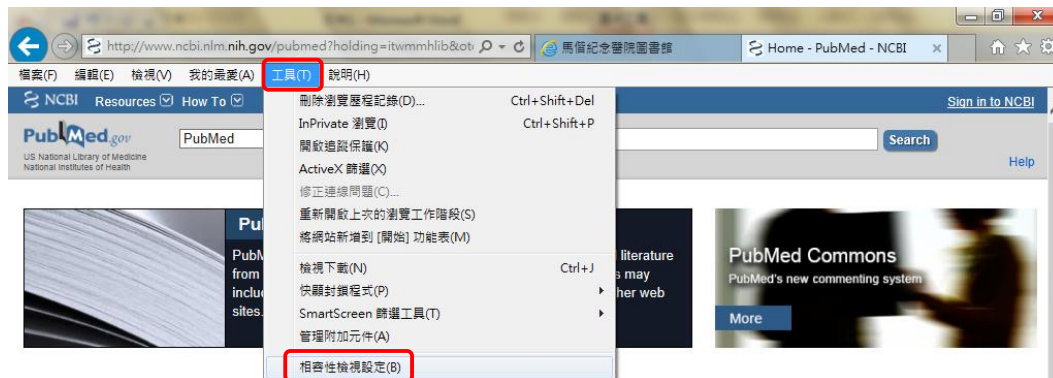 http://www.ncbi.nlm.nih.gov/pubmed?holding=itwmmhlib&oto 馬偕紀念醫院圖書館 Home - PubMed - NCBI
檔案(F) 編輯(E) 檢視(V) 我的最愛(A) 工具(T) 說明(H)
NCBI Resources How To Sign in to NCBI
PubMed.gov
US National Library of Medicine
National Institutes of Health
PubMed
Search
Help
刪除瀏覽歷程記錄(D)... Ctrl+Shift+Del
InPrivate 瀏覽(I) Ctrl+Shift+P
開啟追蹤保護(K)
ActiveX 篩選(X)
修正連線問題(C)...
重新開啟上次的瀏覽工作階段(S)
將網站新增到 [開始] 功能表(M)
檢視下載(N) Ctrl+J
快顯封鎖程式(P)
SmartScreen 篩選工具(T)
管理附加元件(A)
相容性檢視設定(B)
literature
from
may
her web
sites.
PubMed Commons
PubMed's new commenting system
More